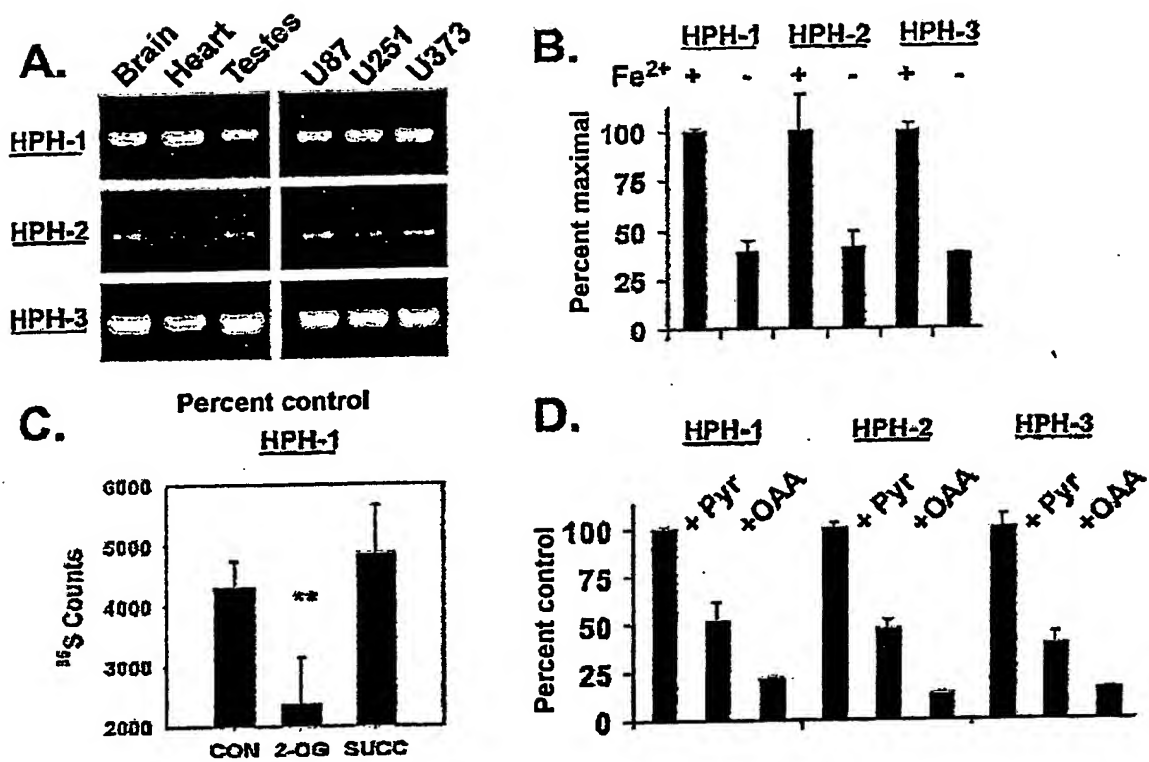 A.
Brain Heart Testes U87 U251 U373
HPH-1
HPH-2
HPH-3
B.
HPH-1 HPH-2 HPH-3
Fe2+ + - + - + -
Percent maximal
100
75
50
25
0
C.
Percent control
HPH-1
6000
5000
4000
3000
2000
S Counts
**
CON 2-OG SUCC
D.
HPH-1 HPH-2 HPH-3
+ Pyr +OAA + Pyr +OAA + Pyr +OAA
Percent control
100
75
50
25
0